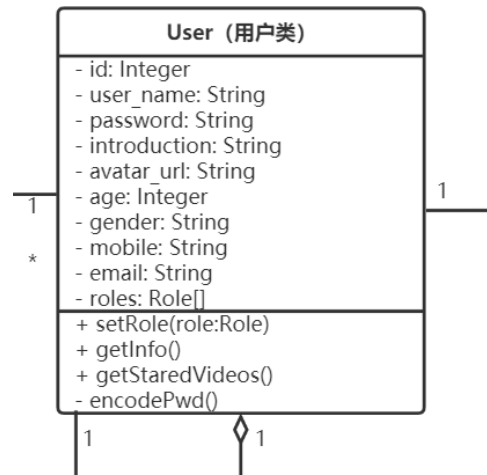 User（用户类）
- id: Integer
- user_name: String
- password: String
- introduction: String
- avatar_url: String
- age: Integer
- gender: String
- mobile: String
- email: String
- roles: Role[]
+ setRole(role:Role)
+ getInfo()
+ getStaredVideos()
- encodePwd()
1
*
1
1
1